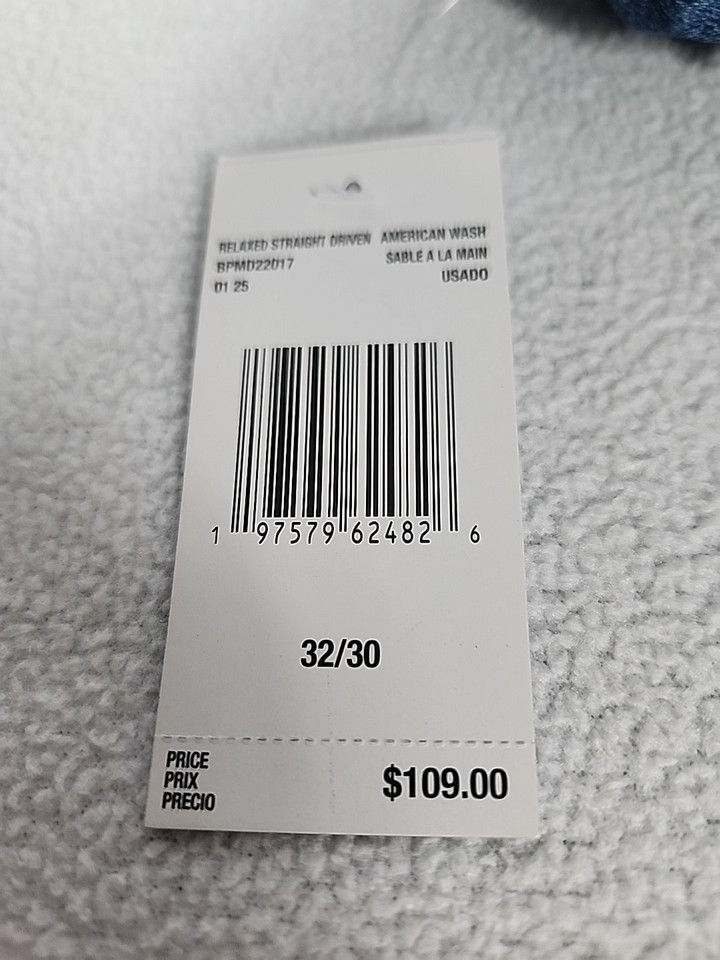 RELAXED STRAIGHT DRIVEN AMERICAN WASH
BPMD22017 SABLE A LA MAIN
01 25 USADO
1 97579 62482 6
32/30
PRICE
PRIX
PRECIO
$109.00